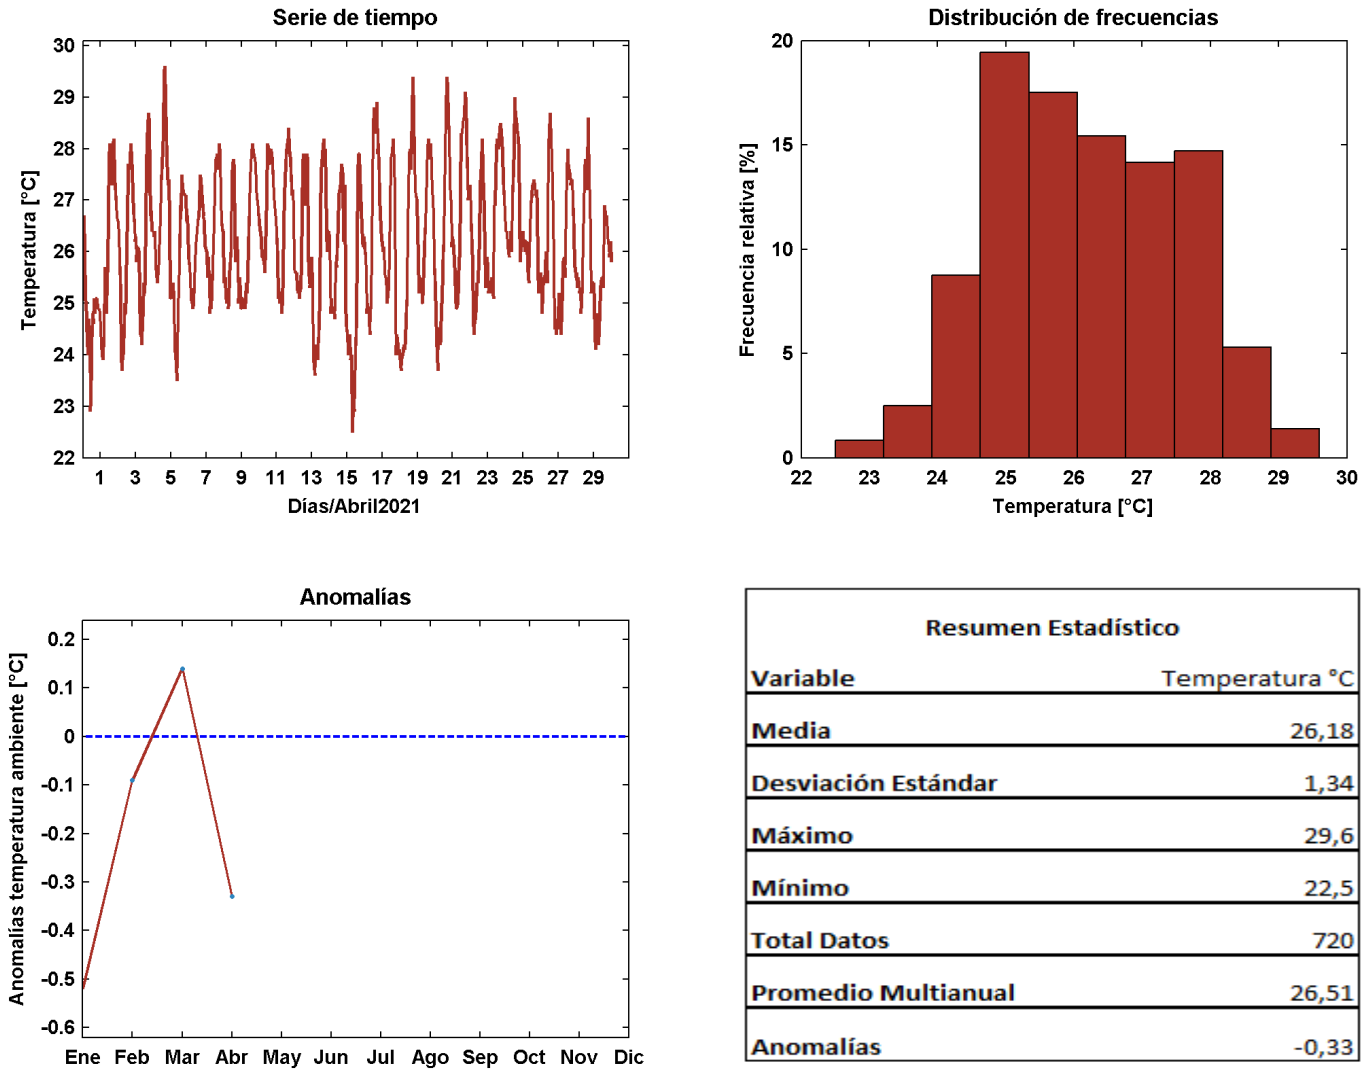 Serie de tiempo
30
29
28
27
26
25
24
23
22
Temperatura [°C]
1 3 5 7 9 11 13 15 17 19 21 23 25 27 29
Días/Abril2021
Distribución de frecuencias
20
15
10
5
0
Frecuencia relativa [%]
22 23 24 25 26 27 28 29 30
Temperatura [°C]
Anomalías
0.2
0.1
0
-0.1
-0.2
-0.3
-0.4
-0.5
-0.6
Anomalías temperatura ambiente [°C]
Ene Feb Mar Abr May Jun Jul Ago Sep Oct Nov Dic
Resumen Estadístico
Variable Temperatura °C
Media 26,18
Desviación Estándar 1,34
Máximo 29,6
Mínimo 22,5
Total Datos 720
Promedio Multianual 26,51
Anomalías -0,33